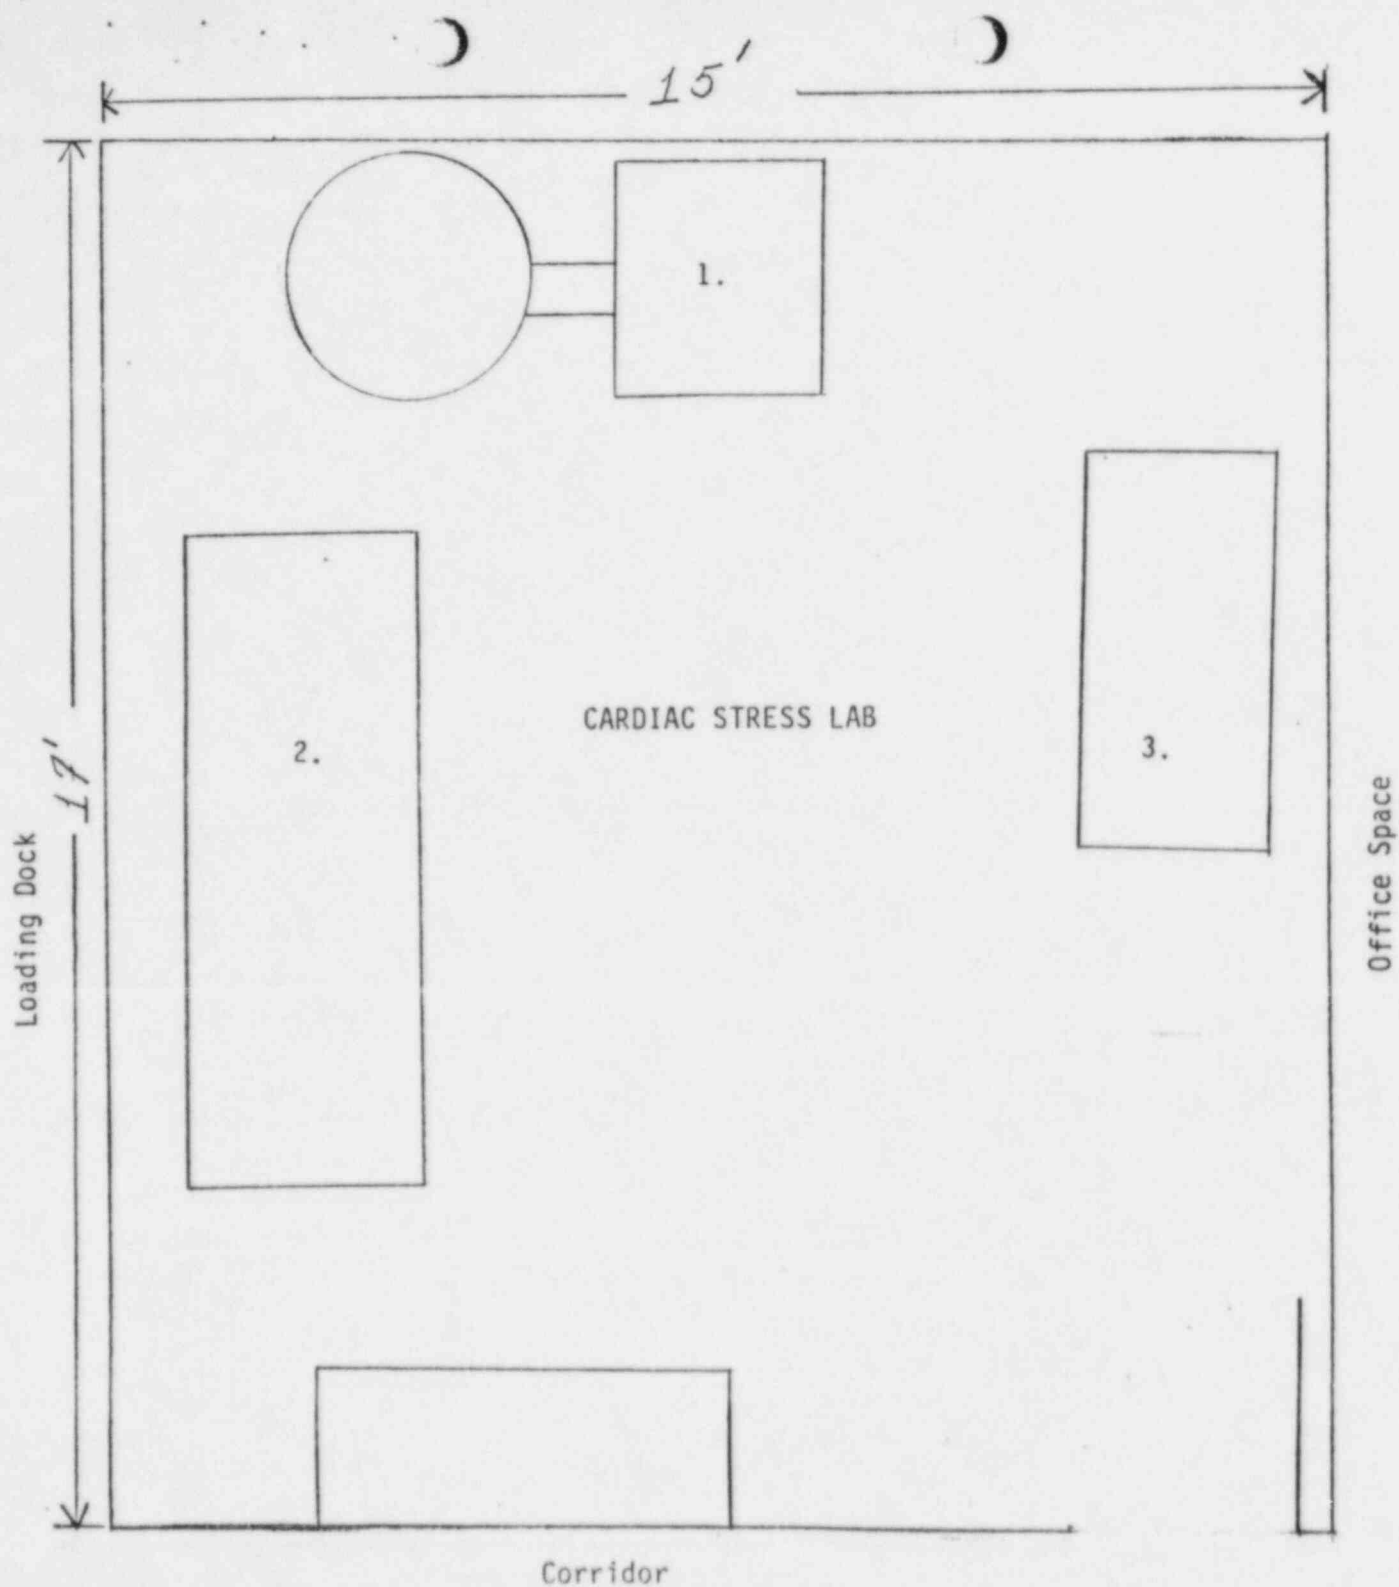 15'
1.
CARDIAC STRESS LAB
2.
3.
17'
Loading Dock
Office Space
Corridor